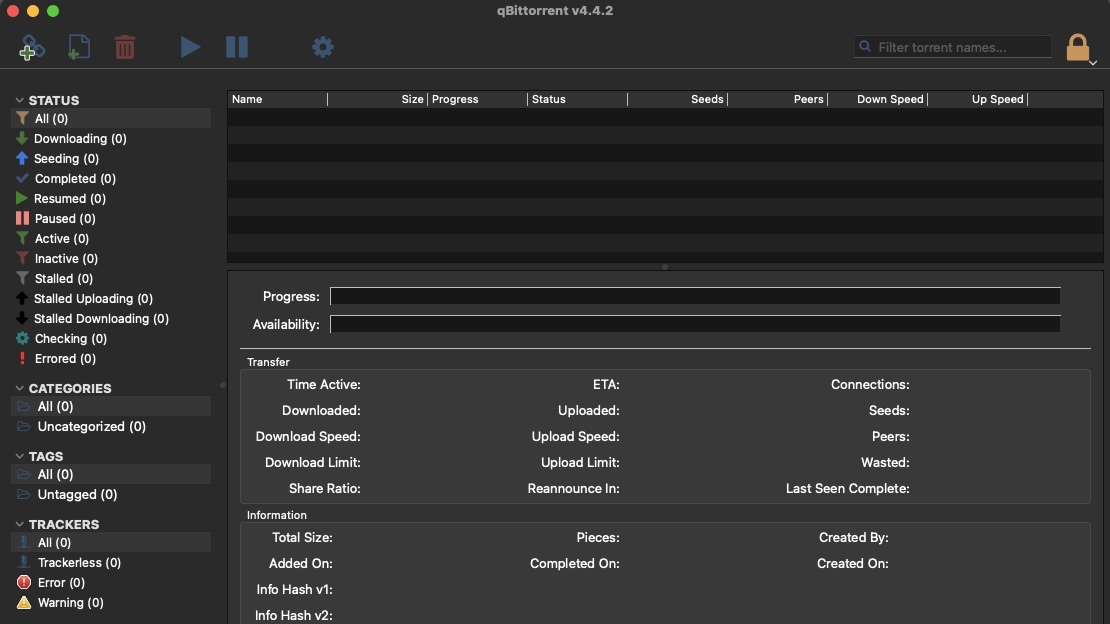 qBittorrent v4.4.2
Filter torrent names...
STATUS
All (0)
Downloading (0)
Seeding (0)
Completed (0)
Resumed (0)
Paused (0)
Active (0)
Inactive (0)
Stalled (0)
Stalled Uploading (0)
Stalled Downloading (0)
Checking (0)
Errored (0)
CATEGORIES
All (0)
Uncategorized (0)
TAGS
All (0)
Untagged (0)
TRACKERS
All (0)
Trackerless (0)
Error (0)
Warning (0)
Name Size Progress Status Seeds Peers Down Speed Up Speed
Progress:
Availability:
Transfer
Time Active: ETA: Connections:
Downloaded: Uploaded: Seeds:
Download Speed: Upload Speed: Peers:
Download Limit: Upload Limit: Wasted:
Share Ratio: Reannounce In: Last Seen Complete:
Information
Total Size: Pieces: Created By:
Added On: Completed On: Created On:
Info Hash v1:
Info Hash v2: